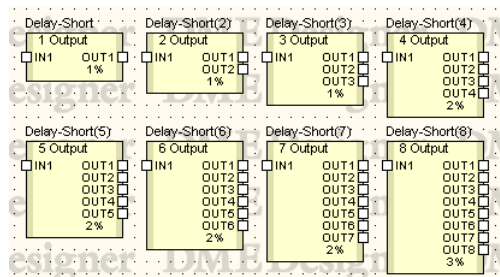 Delay-Short
1 Output
IN1 OUT1
1%
Delay-Short(2)
2 Output
IN1 OUT1
OUT2
1%
Delay-Short(3)
3 Output
IN1 OUT1
OUT2
OUT3
1%
Delay-Short(4)
4 Output
IN1 OUT1
OUT2
OUT3
OUT4
2%
Delay-Short(5)
5 Output
IN1 OUT1
OUT2
OUT3
OUT4
OUT5
2%
Delay-Short(6)
6 Output
IN1 OUT1
OUT2
OUT3
OUT4
OUT5
OUT6
2%
Delay-Short(7)
7 Output
IN1 OUT1
OUT2
OUT3
OUT4
OUT5
OUT6
OUT7
2%
Delay-Short(8)
8 Output
IN1 OUT1
OUT2
OUT3
OUT4
OUT5
OUT6
OUT7
OUT8
3%